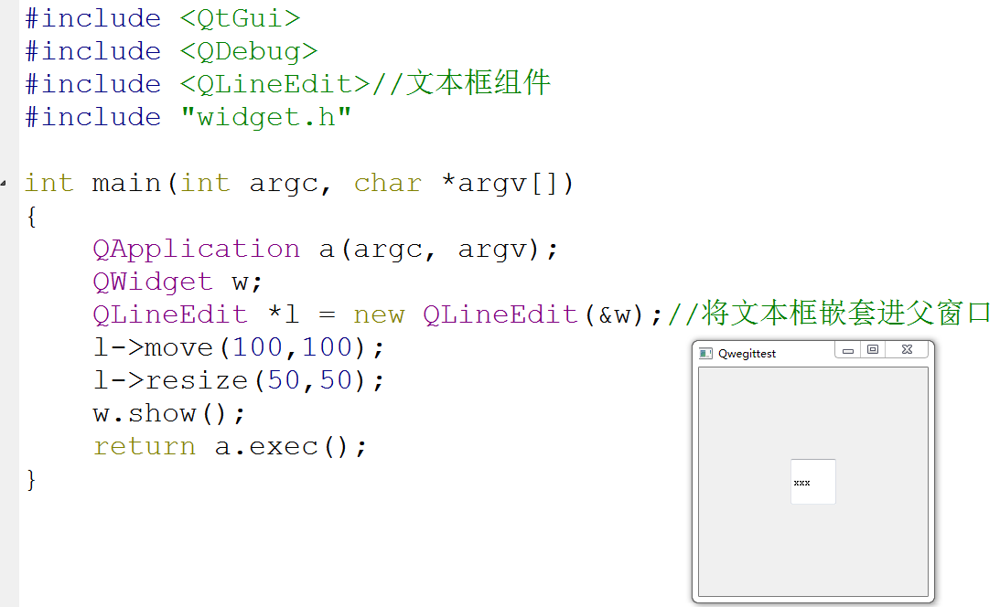 #include <QtGui>
#include <QDebug>
#include <QLineEdit>//文本框组件
#include "widget.h"
int main(int argc, char *argv[])
{
QApplication a(argc, argv);
QWidget w;
QLineEdit *l = new QLineEdit(&w);//将文本框嵌套进父窗口
l->move(100,100);
l->resize(50,50);
w.show();
return a.exec();
}
Qwegittest
xxx